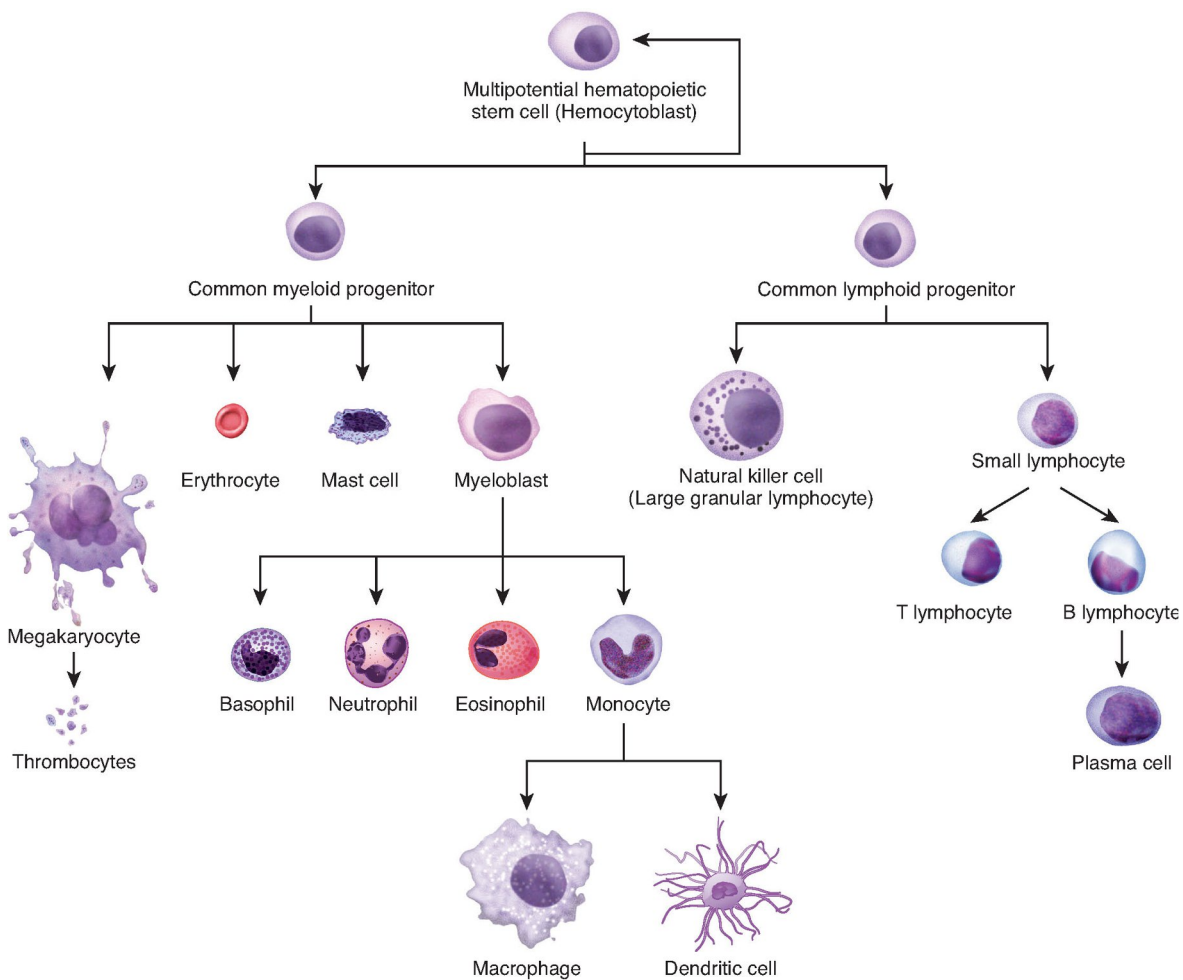 Multipotential hematopoietic
stem cell (Hemocytoblast)
Common myeloid progenitor
Common lymphoid progenitor
Erythrocyte
Mast cell
Myeloblast
Natural killer cell
(Large granular lymphocyte)
Small lymphocyte
Megakaryocyte
T lymphocyte
B lymphocyte
Basophil
Neutrophil
Eosinophil
Monocyte
Thrombocytes
Plasma cell
Macrophage
Dendritic cell